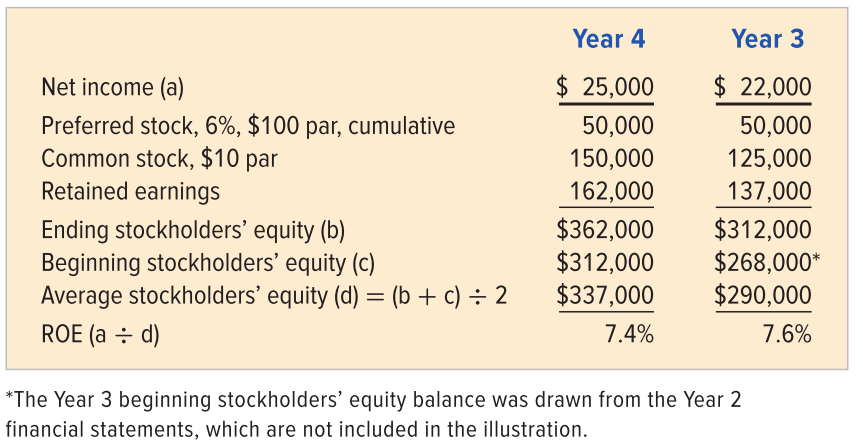 Year 4 Year 3
Net income (a) $ 25,000 $ 22,000
Preferred stock, 6%, $100 par, cumulative 50,000 50,000
Common stock, $10 par 150,000 125,000
Retained earnings 162,000 137,000
Ending stockholders’ equity (b) $362,000 $312,000
Beginning stockholders’ equity (c) $312,000 $268,000*
Average stockholders’ equity (d) = (b + c) ÷ 2 $337,000 $290,000
ROE (a ÷ d) 7.4% 7.6%
*The Year 3 beginning stockholders’ equity balance was drawn from the Year 2
financial statements, which are not included in the illustration.